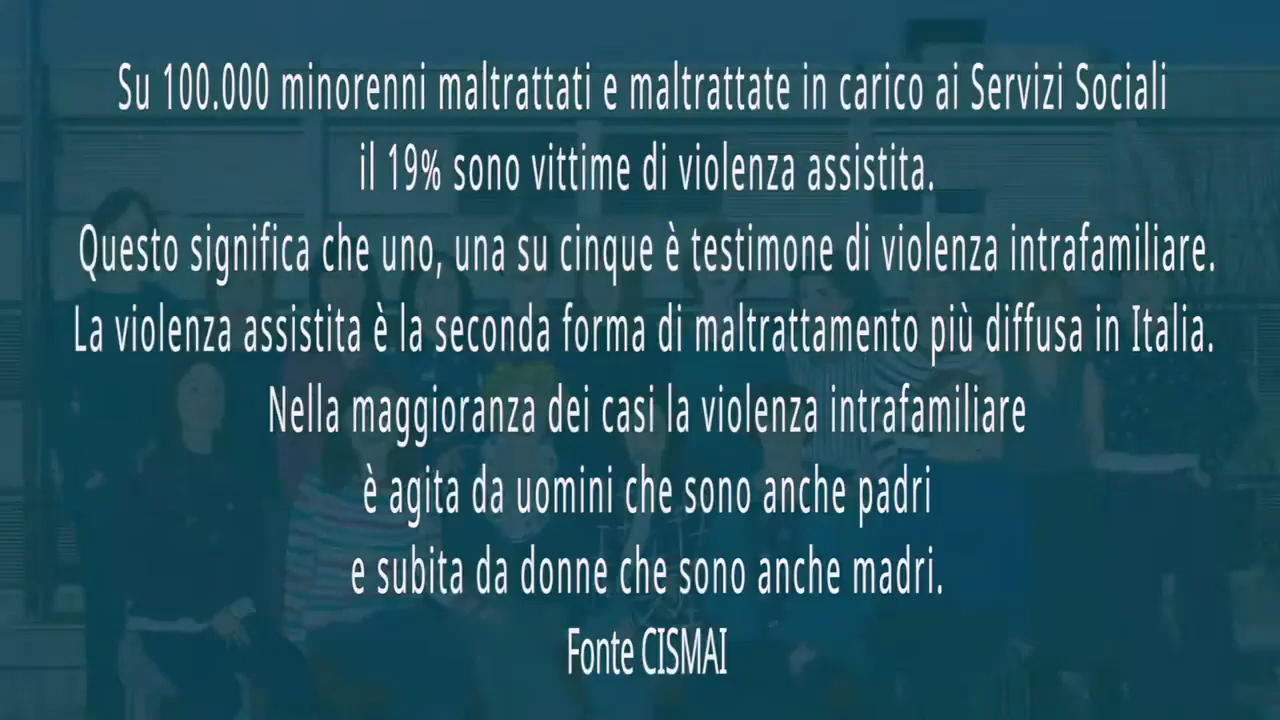 Su 100.000 minorenni maltrattati e maltrattate in carico ai Servizi Sociali
il 19% sono vittime di violenza assistita.
Questo significa che uno, una su cinque è testimone di violenza intrafamiliare.
La violenza assistita è la seconda forma di maltrattamento più diffusa in Italia.
Nella maggioranza dei casi la violenza intrafamiliare
è agita da uomini che sono anche padri
e subita da donne che sono anche madri.
Fonte CISMAI